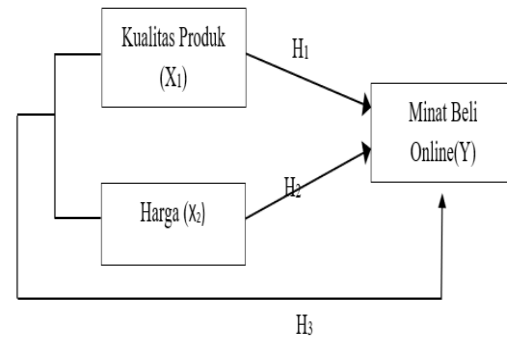 Kualitas Produk
(X₁)
H₁
Minat Beli
Online(Y)
H₂
Harga (X₂)
H₃